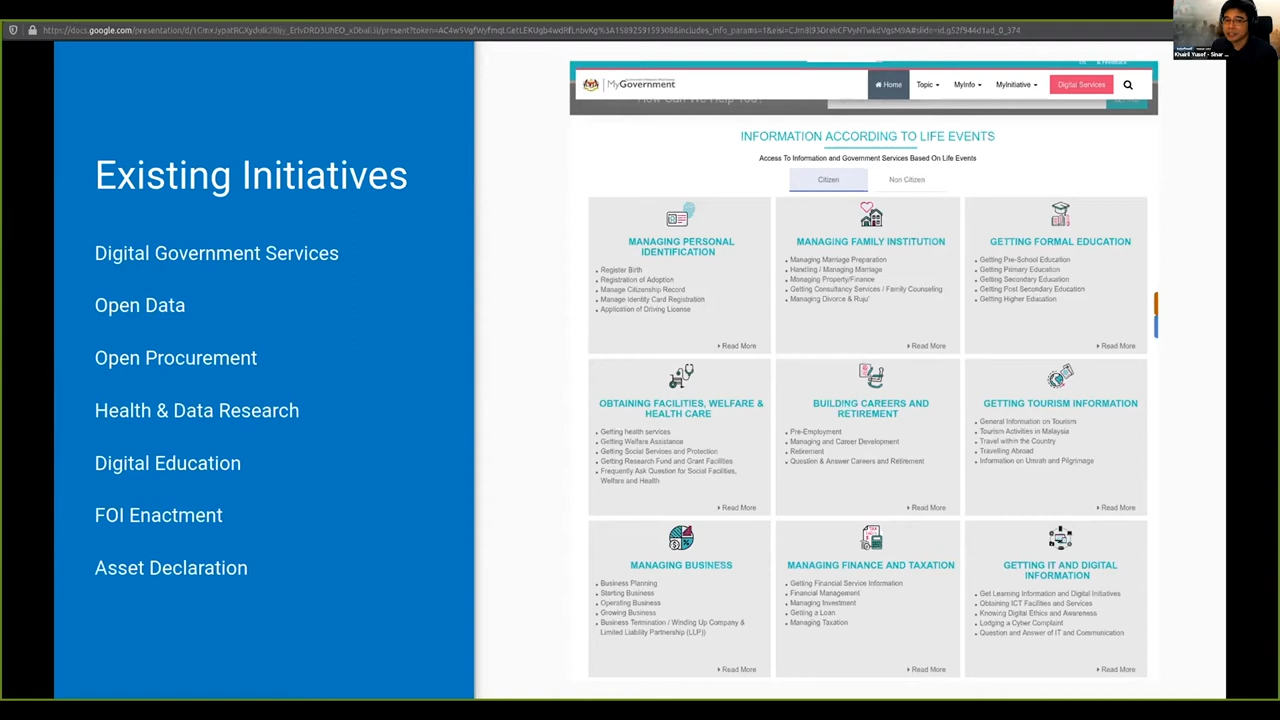 Existing Initiatives
Digital Government Services
Open Data
Open Procurement
Health & Data Research
Digital Education
FOI Enactment
Asset Declaration
MyGovernment
Home
Topic
MyInfo
MyInitiative
Digital Services
How Can We Help You?
INFORMATION ACCORDING TO LIFE EVENTS
Access To Information and Government Services Based On Life Events
Citizen
Non Citizen
MANAGING PERSONAL
IDENTIFICATION
Register Birth
Registration of Adoption
Manage Citizenship Record
Manage Identity Card Registration
Application of Driving License
Read More
MANAGING FAMILY INSTITUTION
Managing Marriage Preparation
Handling / Managing Marriage
Managing Property/Finance
Getting Consultancy Services / Family Counseling
Managing Divorce & Ruju'
Read More
GETTING FORMAL EDUCATION
Getting Pre-School Education
Getting Primary Education
Getting Secondary Education
Getting Post Secondary Education
Getting Higher Education
Read More
OBTAINING FACILITIES, WELFARE &
HEALTH CARE
Getting health services
Getting Welfare Assistance
Getting Social Services and Protection
Getting Research Fund and Grant Facilities
Frequently Ask Question for Social Facilities,
Welfare and Health
Read More
BUILDING CAREERS AND
RETIREMENT
Pre-Employment
Managing and Career Development
Retirement
Question & Answer Careers and Retirement
Read More
GETTING TOURISM INFORMATION
General Information on Tourism
Tourism Activities in Malaysia
Travel within the Country
Travelling Abroad
Information on Umrah and Pilgrimage
Read More
MANAGING BUSINESS
Business Planning
Starting Business
Operating Business
Growing Business
Business Termination / Winding Up Company &
Limited Liability Partnership (LLP))
Read More
MANAGING FINANCE AND TAXATION
Getting Financial Service Information
Financial Management
Managing Investment
Getting a Loan
Managing Taxation
Read More
GETTING IT AND DIGITAL
INFORMATION
Get Learning Information and Digital Initiatives
Obtaining ICT Facilities and Services
Knowing Digital Ethics and Awareness
Lodging a Cyber Complaint
Question and Answer of IT and Communication
Read More
Khairil Yusof - Sinar ...